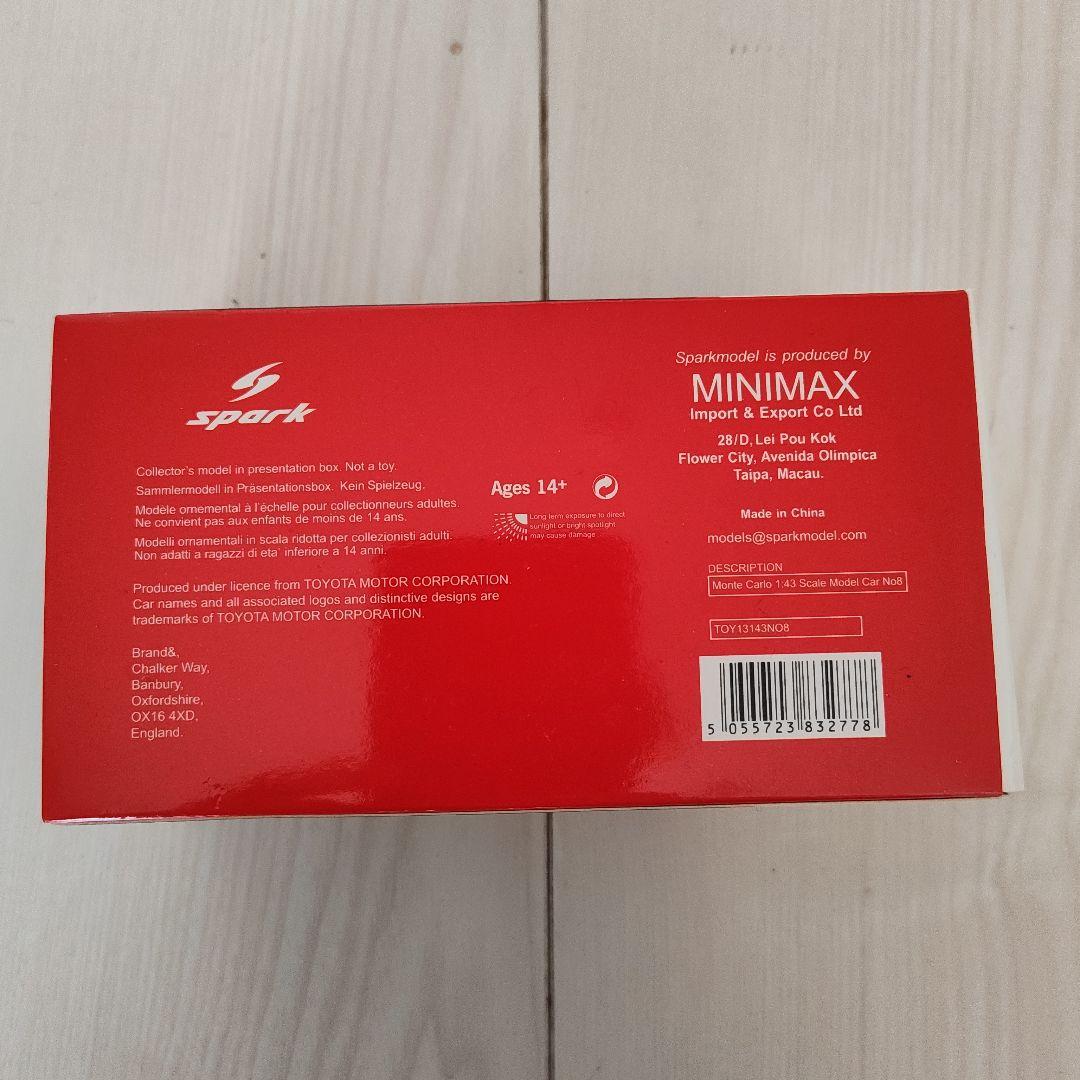 spark
Collector's model in presentation box. Not a toy.
Sammlermodell in Präsentationsbox. Kein Spielzeug.
Modèle ornemental à l'échelle pour collectionneurs adultes.
Ne convient pas aux enfants de moins de 14 ans.
Modelli ornamentali in scala ridotta per collezionisti adulti.
Non adatti a ragazzi di eta' inferiore a 14 anni.
Produced under licence from TOYOTA MOTOR CORPORATION.
Car names and all associated logos and distinctive designs are
trademarks of TOYOTA MOTOR CORPORATION.
Brand&,
Chalker Way,
Banbury,
Oxfordshire,
OX16 4XD,
England.
Ages 14+
Long term exposure to direct
sunlight or bright spotlight
may cause damage
Sparkmodel is produced by
MINIMAX
Import & Export Co Ltd
28/D, Lei Pou Kok
Flower City, Avenida Olimpica
Taipa, Macau.
Made in China
models@sparkmodel.com
DESCRIPTION
Monte Carlo 1:43 Scale Model Car No8
TOY13143NO8
5 055723 832778